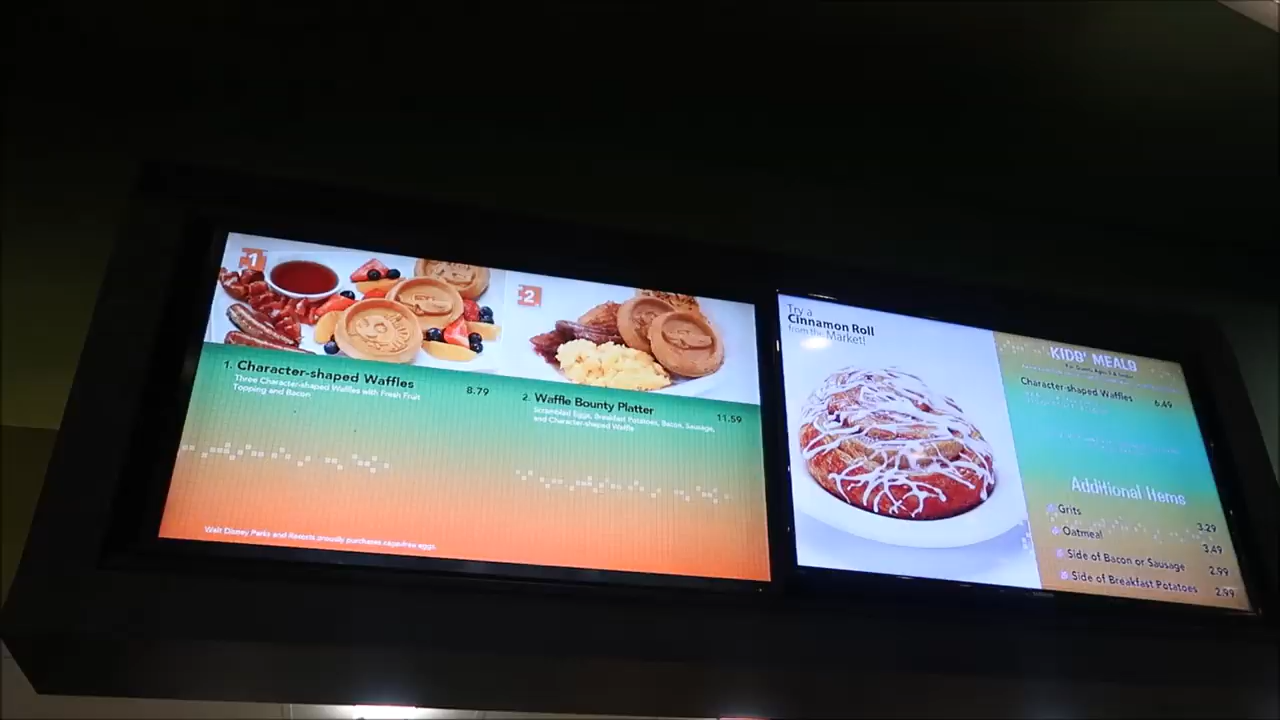 1
2
1. Character-shaped Waffles 8.79
Three Character-shaped Waffles with Fresh Fruit
Topping and Bacon
2. Waffle Bounty Platter 11.59
Scrambled Eggs, Breakfast Potatoes, Bacon, Sausage,
and Character-shaped Waffle
Walt Disney Parks and Resorts proudly purchases cage-free eggs.
Try a
Cinnamon Roll
from the Market!
KIDS' MEALS
Character-shaped Waffles 6.49
Additional Items
Grits 3.29
Oatmeal 3.49
Side of Bacon or Sausage 2.99
Side of Breakfast Potatoes 2.99